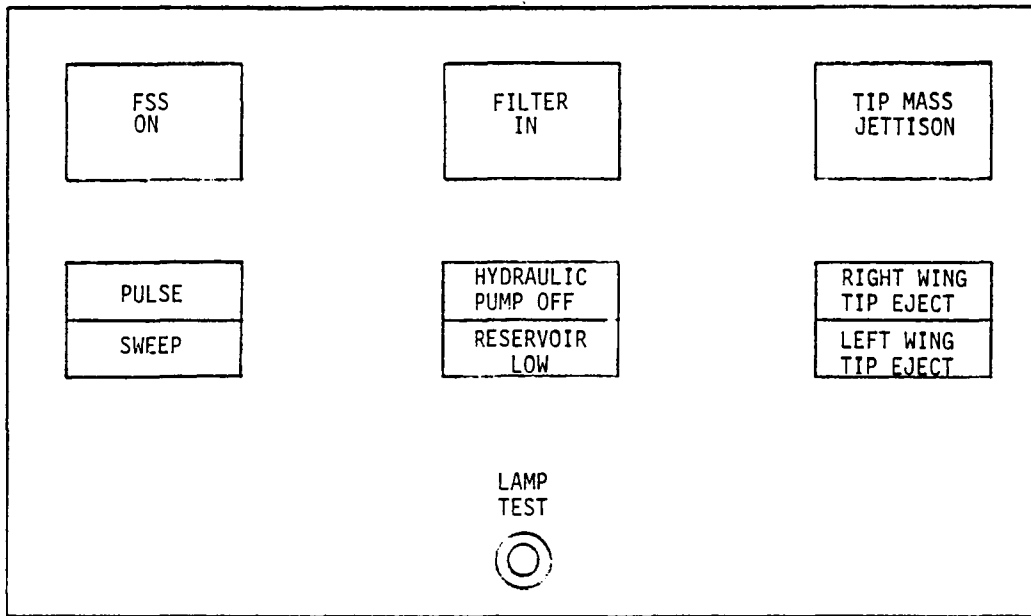 FSS
ON
FILTER
IN
TIP MASS
JETTISON
PULSE
SWEEP
HYDRAULIC
PUMP OFF
RESERVOIR
LOW
RIGHT WING
TIP EJECT
LEFT WING
TIP EJECT
LAMP
TEST